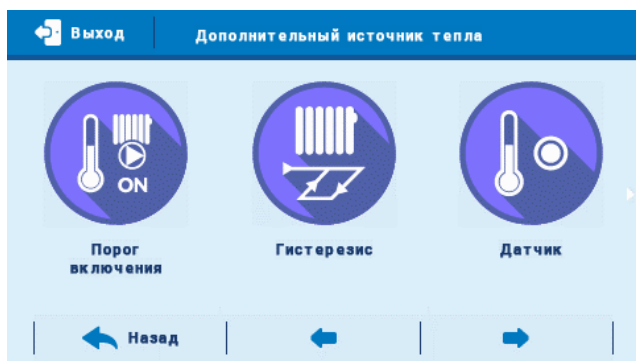 Выход
Дополнительный источник тепла
ON
Порог
включения
Гистерезис
Датчик
Назад